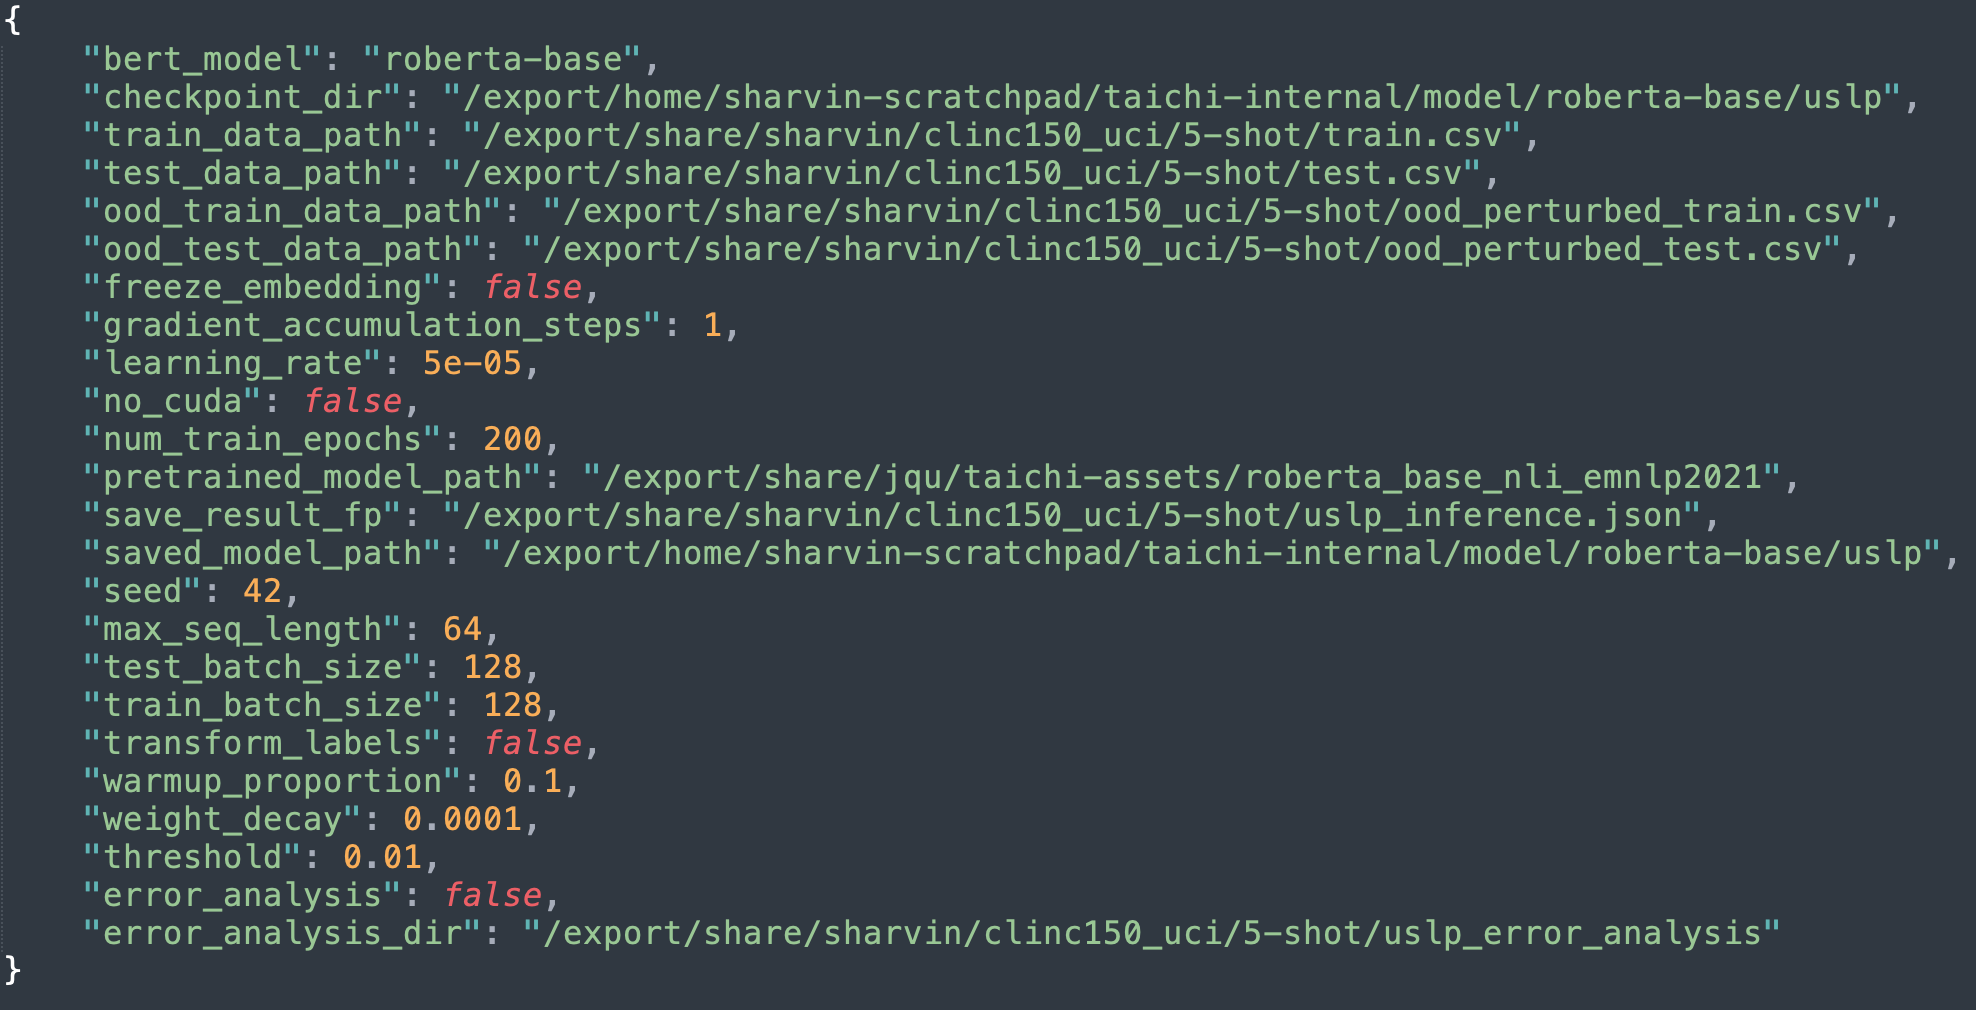 {
"bert_model": "roberta-base",
"checkpoint_dir": "/export/home/sharvin-scratchpad/taichi-internal/model/roberta-base/uslp",
"train_data_path": "/export/share/sharvin/clinc150_uci/5-shot/train.csv",
"test_data_path": "/export/share/sharvin/clinc150_uci/5-shot/test.csv",
"ood_train_data_path": "/export/share/sharvin/clinc150_uci/5-shot/ood_perturbed_train.csv",
"ood_test_data_path": "/export/share/sharvin/clinc150_uci/5-shot/ood_perturbed_test.csv",
"freeze_embedding": false,
"gradient_accumulation_steps": 1,
"learning_rate": 5e-05,
"no_cuda": false,
"num_train_epochs": 200,
"pretrained_model_path": "/export/share/jqu/taichi-assets/roberta_base_nli_emnlp2021",
"save_result_fp": "/export/share/sharvin/clinc150_uci/5-shot/uslp_inference.json",
"saved_model_path": "/export/home/sharvin-scratchpad/taichi-internal/model/roberta-base/uslp",
"seed": 42,
"max_seq_length": 64,
"test_batch_size": 128,
"train_batch_size": 128,
"transform_labels": false,
"warmup_proportion": 0.1,
"weight_decay": 0.0001,
"threshold": 0.01,
"error_analysis": false,
"error_analysis_dir": "/export/share/sharvin/clinc150_uci/5-shot/uslp_error_analysis"
}